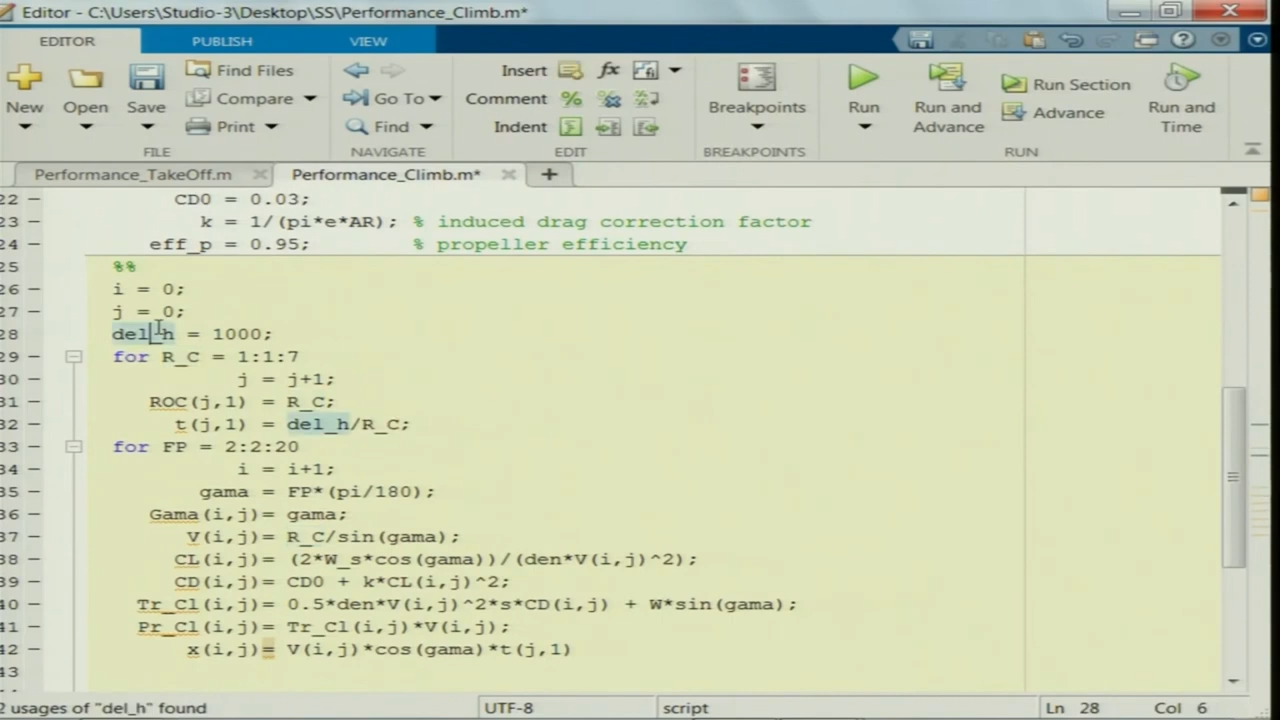 Editor - C:\Users\Studio-3\Desktop\SS\Performance_Climb.m*
EDITOR PUBLISH VIEW
New Open Save Find Files Compare Print
Go To Find
Insert fx
Comment
Indent
Breakpoints
Run
Run and Advance
Run Section
Advance
Run and Time
FILE NAVIGATE EDIT BREAKPOINTS RUN
Performance_TakeOff.m Performance_Climb.m*
22 – CD0 = 0.03;
23 – k = 1/(pi*e*AR); % induced drag correction factor
24 – eff_p = 0.95; % propeller efficiency
25 %%
26 – i = 0;
27 – j = 0;
28 – del_h = 1000;
29 – for R_C = 1:1:7
30 – j = j+1;
31 – ROC(j,1) = R_C;
32 – t(j,1) = del_h/R_C;
33 – for FP = 2:2:20
34 – i = i+1;
35 – gama = FP*(pi/180);
36 – Gama(i,j)= gama;
37 – V(i,j)= R_C/sin(gama);
38 – CL(i,j)= (2*W_s*cos(gama))/(den*V(i,j)^2);
39 – CD(i,j)= CD0 + k*CL(i,j)^2;
40 – Tr_Cl(i,j)= 0.5*den*V(i,j)^2*s*CD(i,j) + W*sin(gama);
41 – Pr_Cl(i,j)= Tr_Cl(i,j)*V(i,j);
42 – x(i,j)= V(i,j)*cos(gama)*t(j,1)
43
2 usages of "del_h" found UTF-8 script Ln 28 Col 6